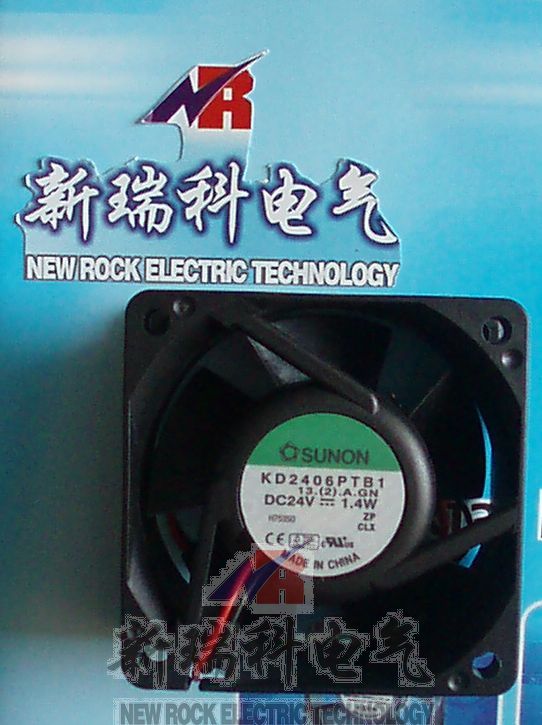 NR
新瑞科电气
NEW ROCK ELECTRIC TECHNOLOGY
SUNON
KD2406PTB1
13.(2).A.GN
DC24V ⎓ 1.4W
ZP
CLX
CE
MADE IN CHINA
NR
新瑞科电气
NEW ROCK ELECTRIC TECHNOLOGY